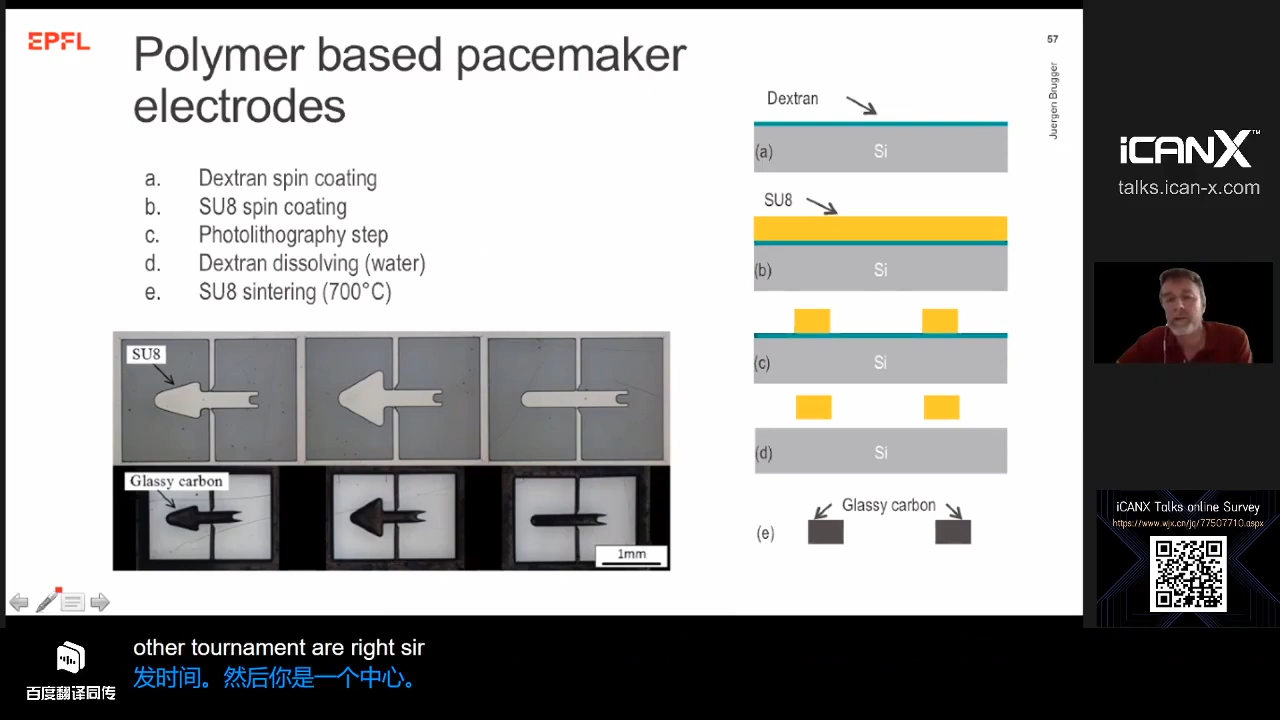 EPFL
Polymer based pacemaker
electrodes
57
Juergen Brugger
a. Dextran spin coating
b. SU8 spin coating
c. Photolithography step
d. Dextran dissolving (water)
e. SU8 sintering (700°C)
SU8
Glassy carbon
1mm
Dextran
(a) Si
SU8
(b) Si
(c) Si
(d) Si
Glassy carbon
(e)
iCANX™
talks.ican-x.com
iCANX Talks online Survey
https://www.wjx.cn/jq/77507710.aspx
other tournament are right sir
发时间。然后你是一个中心。
百度翻译同传